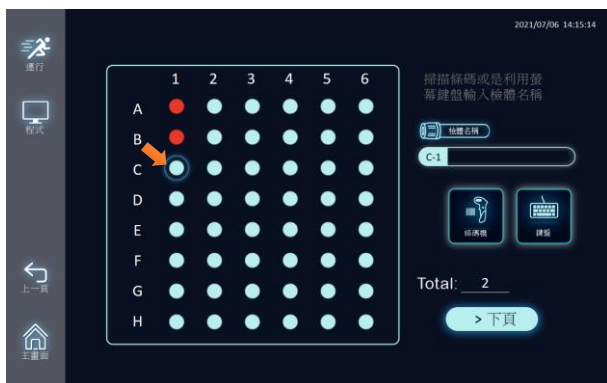 2021/07/06 14:15:14
運行
程式
上一頁
主畫面
1 2 3 4 5 6
A
B
C
D
E
F
G
H
掃描條碼或是利用螢
幕鍵盤輸入檢體名稱
檢體名稱
C-1
條碼機
鍵盤
Total: 2
> 下頁